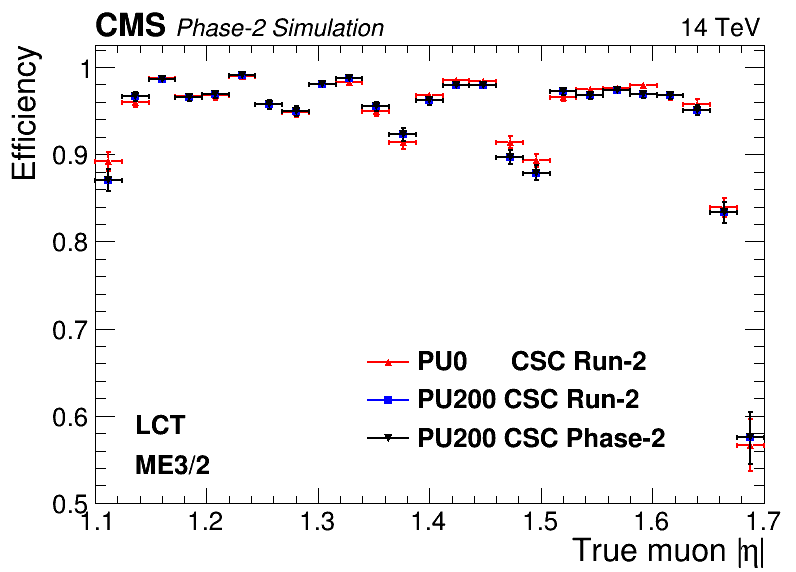 CMS Phase-2 Simulation 14 TeV
Efficiency
1
0.9
0.8
0.7
0.6
0.5
PU0 CSC Run-2
PU200 CSC Run-2
PU200 CSC Phase-2
LCT
ME3/2
1.1 1.2 1.3 1.4 1.5 1.6 1.7
True muon |η|